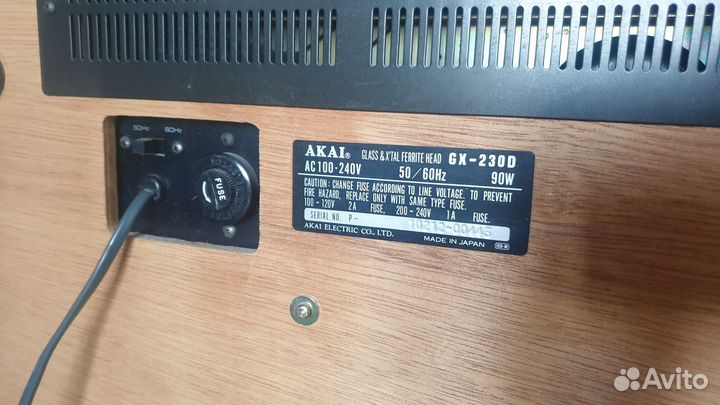 50Hz 60Hz
FUSE
AKAI® GLASS & X'TAL FERRITE HEAD GX-230D
AC 100-240V 50/60Hz 90W
CAUTION: CHANGE FUSE ACCORDING TO LINE VOLTAGE. TO PREVENT
FIRE HAZARD, REPLACE ONLY WITH SAME TYPE FUSE.
100-120V 2A FUSE, 200-240V 1A FUSE.
SERIAL NO. P-
AKAI ELECTRIC CO., LTD. MADE IN JAPAN
Avito